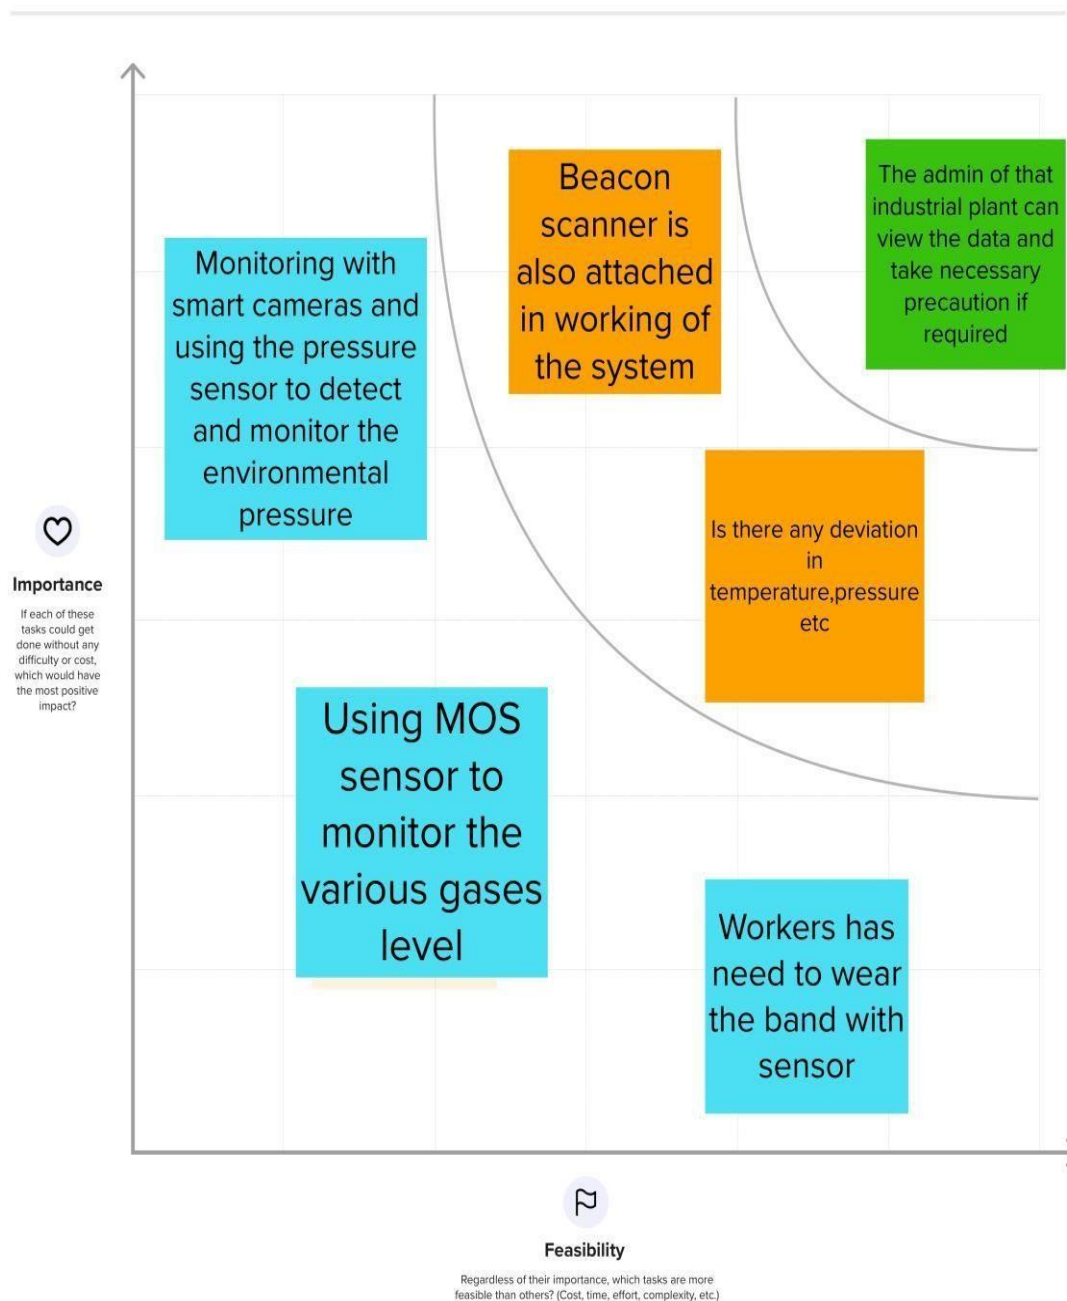 Beacon
scanner is
also attached
in working of
the system
The admin of that
industrial plant can
view the data and
take necessary
precaution if
required
Monitoring with
smart cameras and
using the pressure
sensor to detect
and monitor the
environmental
pressure
Is there any deviation
in
temperature,pressure
etc
Importance
If each of these
tasks could get
done without any
difficulty or cost,
which would have
the most positive
impact?
Using MOS
sensor to
monitor the
various gases
level
Workers has
need to wear
the band with
sensor
Feasibility
Regardless of their importance, which tasks are more
feasible than others? (Cost, time, effort, complexity, etc.)